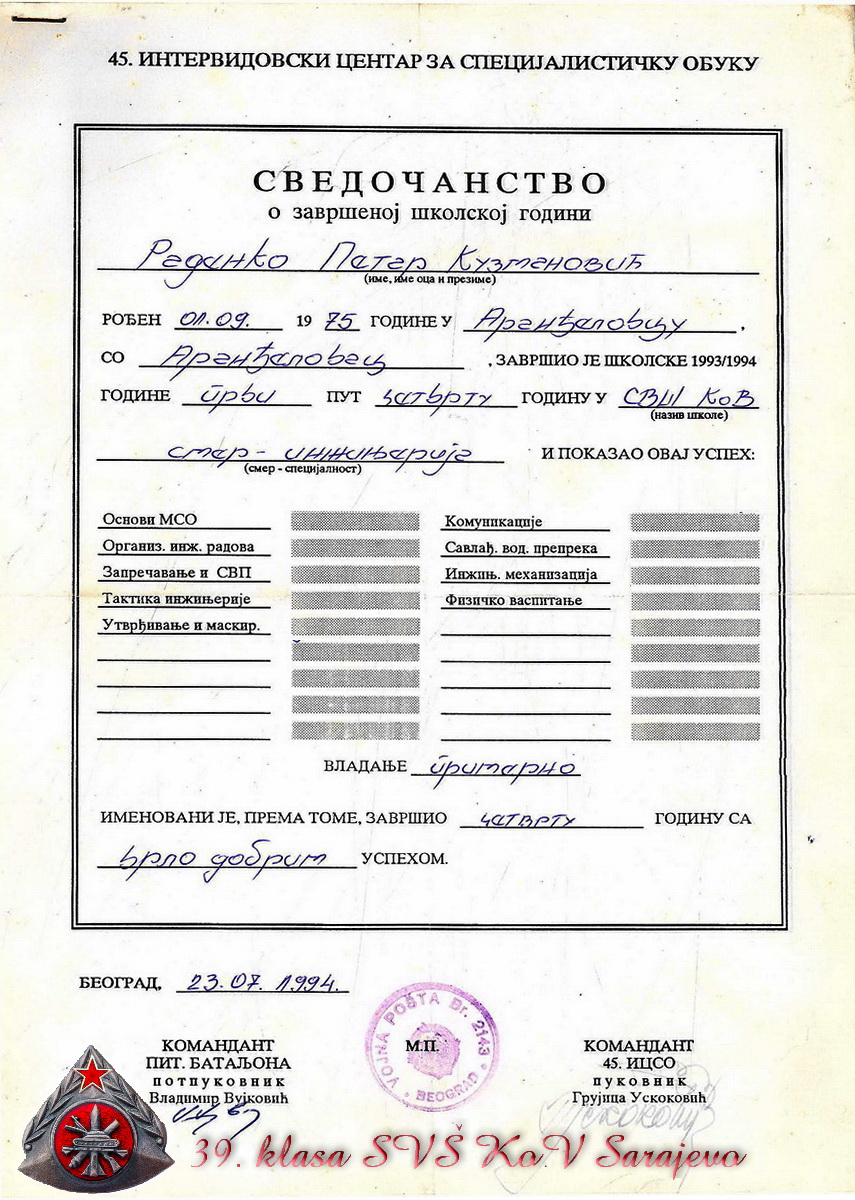 45. ИНТЕРВИДОВСКИ ЦЕНТАР ЗА СПЕЦИЈАЛИСТИЧКУ ОБУКУ
СВЕДОЧАНСТВО
о завршеној школској години
Раданко Петар Кузмановић
(име, име оца и презиме)
РОЂЕН 01.09. 19 75 ГОДИНЕ У Аранђеловцу ,
СО Аранђеловац , ЗАВРШИО ЈЕ ШКОЛСКЕ 1993/1994
ГОДИНЕ први ПУТ четврту ГОДИНУ У СВШ КоВ
(назив школе)
смер - инжињерија И ПОКАЗАО ОВАЈ УСПЕХ:
(смер - специјалност)
Основи МСО Комуникације
Организ. инж. радова Савлађ. вод. препрека
Запречавање и СВП Инжињ. механизација
Тактика инжињерије Физичко васпитање
Утврђивање и маскир.
ВЛАДАЊЕ примерно
ИМЕНОВАНИ ЈЕ, ПРЕМА ТОМЕ, ЗАВРШИО четврту ГОДИНУ СА
врло добрим УСПЕХОМ.
БЕОГРАД, 23.07.1994.
VOJNA POŠTA Br. 2143
BEOGRAD
КОМАНДАНТ М.П. КОМАНДАНТ
ПИТ. БАТАЉОНА 45. ИЦСО
потпуковник пуковник
Владимир Вујковић Грујица Ускоковић
Ускоковић
39. klasa SVŠ KoV Sarajevo